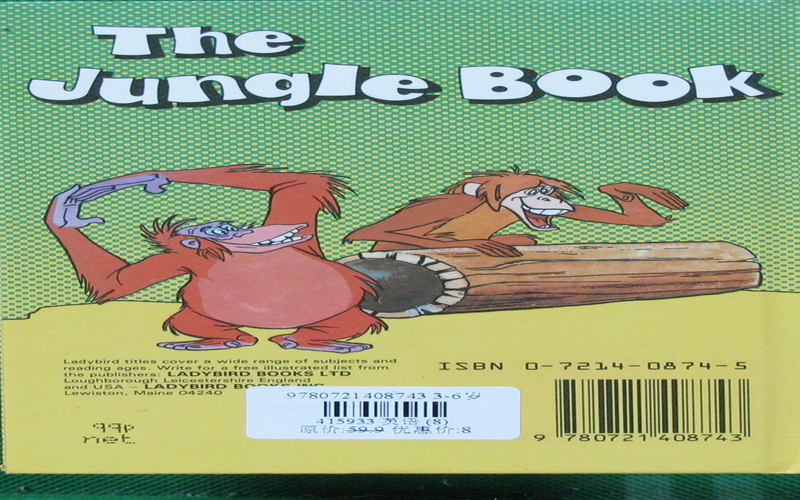 The
Jungle Book
Ladybird titles cover a wide range of subjects and
reading ages. Write for a free illustrated list from
the publishers: LADYBIRD BOOKS LTD
Loughborough Leicestershire England
and USA – LADYBIRD BOOKS INC
Lewiston, Maine 04240
99p
net
ISBN 0-7214-0874-5
9 780721 408743
9780721408743 3-6岁
415933 英语 (8)
原价:59.9 优惠价:8